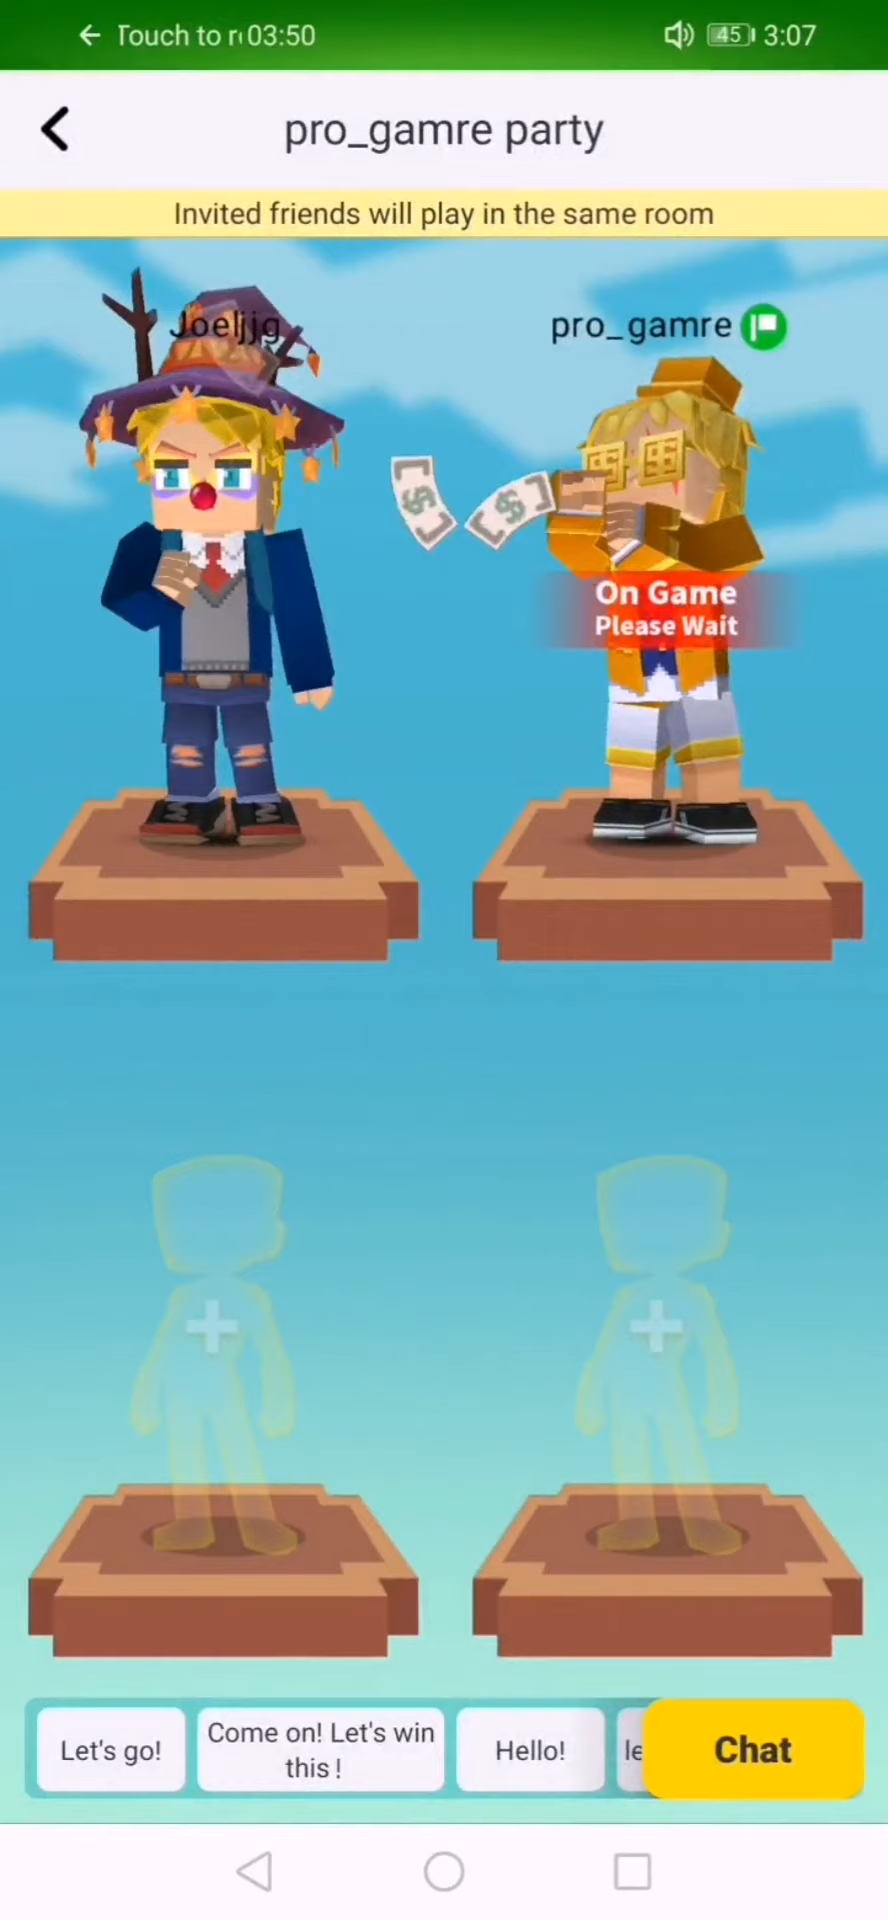 Touch to r 03:50
45 3:07
pro_gamre party
Invited friends will play in the same room
Joeljjg
pro_gamre
$ $
On Game
Please Wait
Let's go!
Come on! Let's win
this!
Hello!
le
Chat